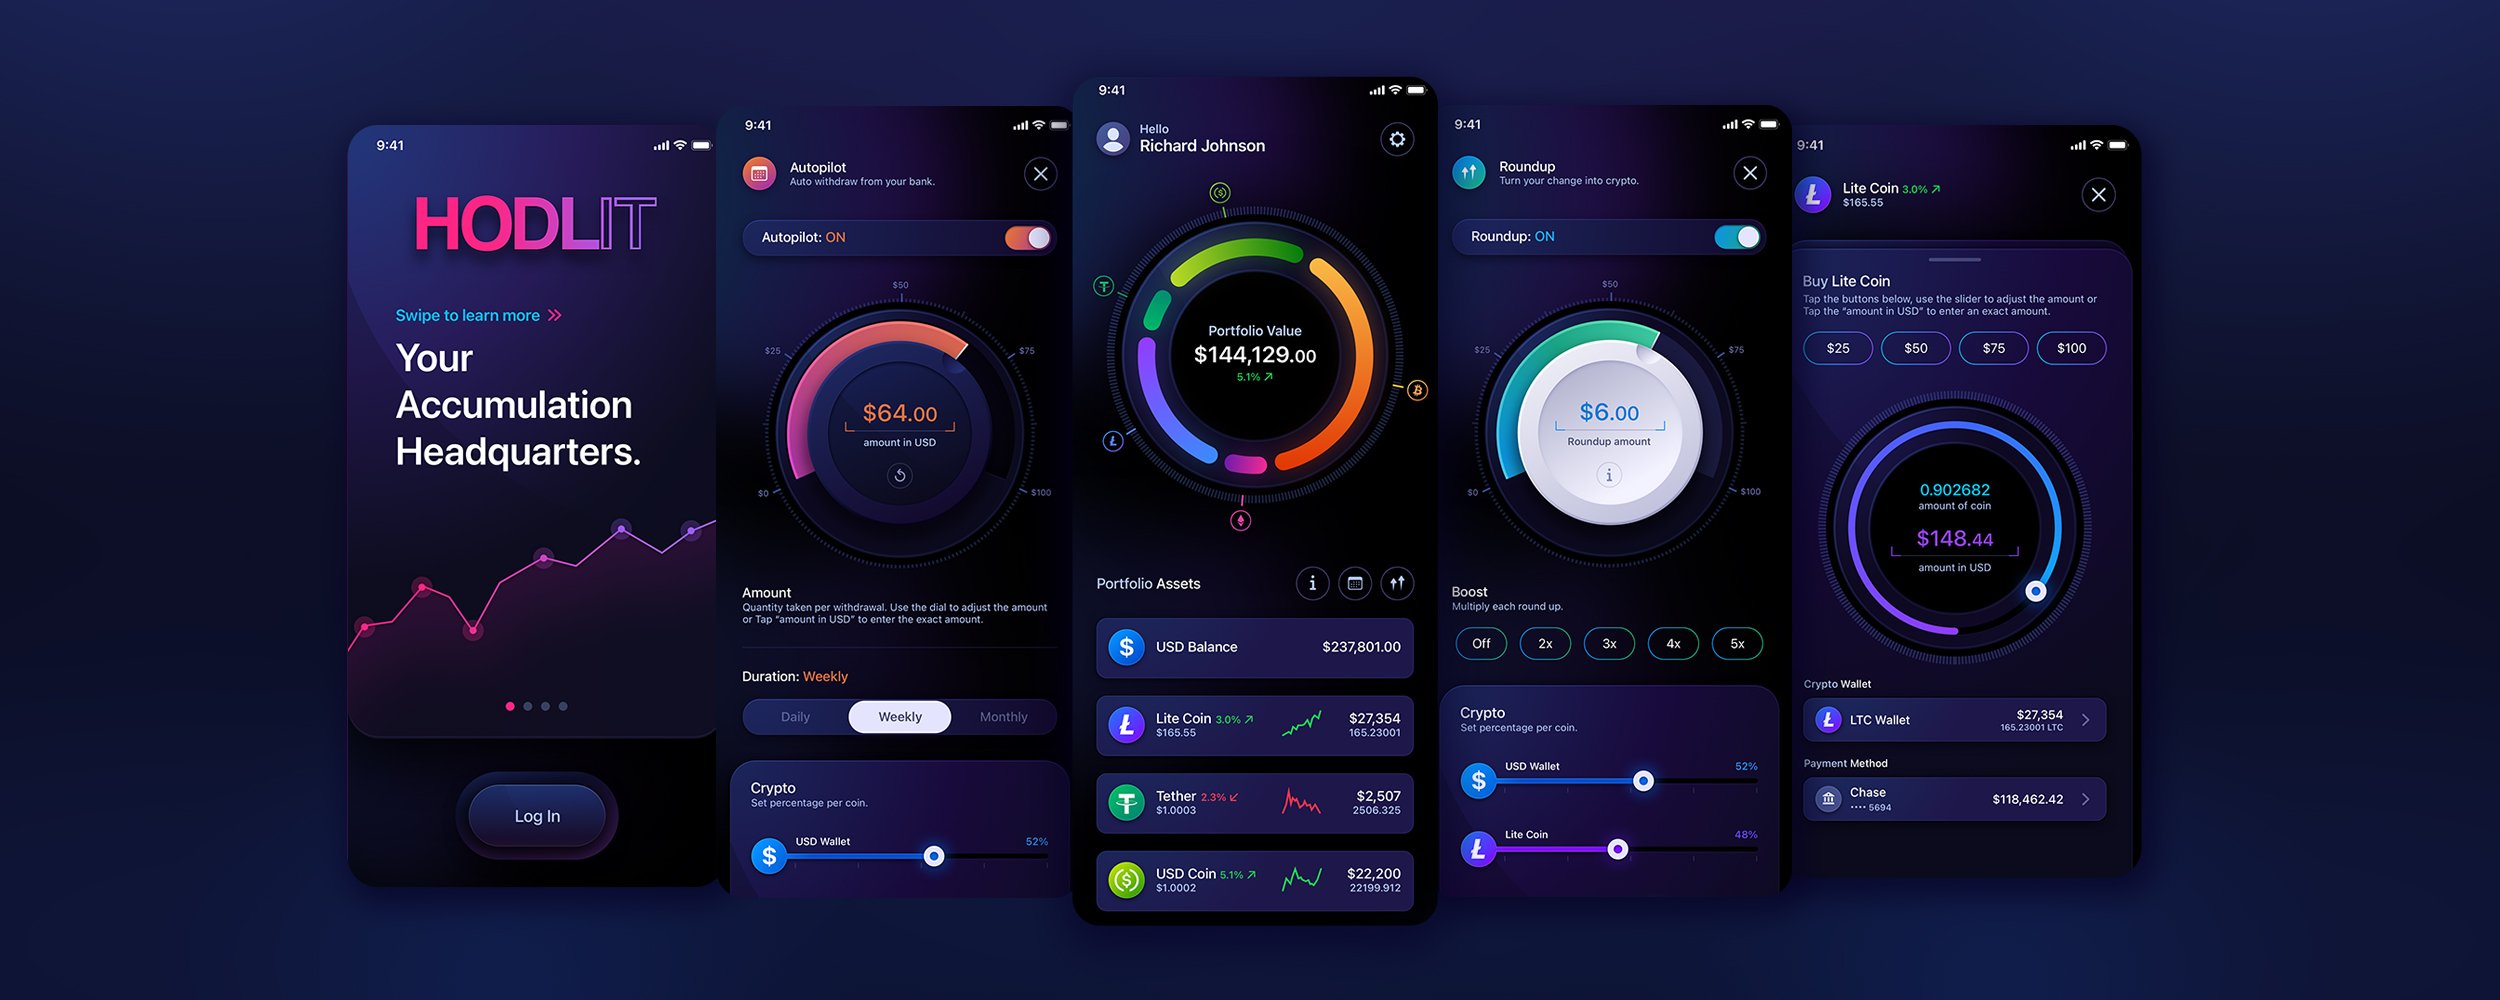 9:41
HODLIT
Swipe to learn more
Your
Accumulation
Headquarters.
Log In
9:41
Autopilot
Auto withdraw from your bank.
Autopilot: ON
$50
$25
$75
$0
$100
$64.00
amount in USD
Amount
Quantity taken per withdrawal. Use the dial to adjust the amount
or Tap “amount in USD” to enter the exact amount.
Duration: Weekly
Daily
Weekly
Monthly
Crypto
Set percentage per coin.
USD Wallet
52%
9:41
Hello
Richard Johnson
Portfolio Value
$144,129.00
5.1%
Portfolio Assets
USD Balance
$237,801.00
Lite Coin 3.0%
$165.55
$27,354
165.23001
Tether 2.3%
$1.0003
$2,507
2506.325
USD Coin 5.1%
$1.0002
$22,200
22199.912
9:41
Roundup
Turn your change into crypto.
Roundup: ON
$50
$25
$75
$0
$100
$6.00
Roundup amount
Boost
Multiply each round up.
Off
2x
3x
4x
5x
Crypto
Set percentage per coin.
USD Wallet
52%
Lite Coin
48%
9:41
Lite Coin 3.0%
$165.55
Buy Lite Coin
Tap the buttons below, use the slider to adjust the amount or
Tap the “amount in USD” to enter an exact amount.
$25
$50
$75
$100
0.902682
amount of coin
$148.44
amount in USD
Crypto Wallet
LTC Wallet
$27,354
165.23001 LTC
Payment Method
Chase
•••• 5694
$118,462.42